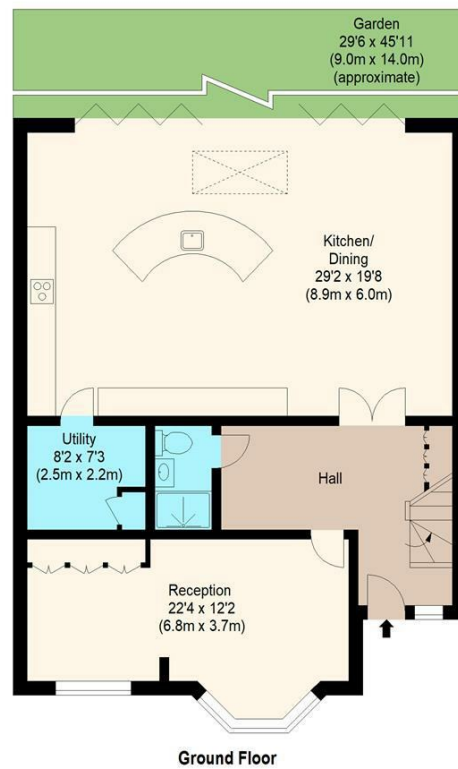 Garden
29'6 x 45'11
(9.0m x 14.0m)
(approximate)
Kitchen/
Dining
29'2 x 19'8
(8.9m x 6.0m)
Utility
8'2 x 7'3
(2.5m x 2.2m)
Hall
Reception
22'4 x 12'2
(6.8m x 3.7m)
Ground Floor